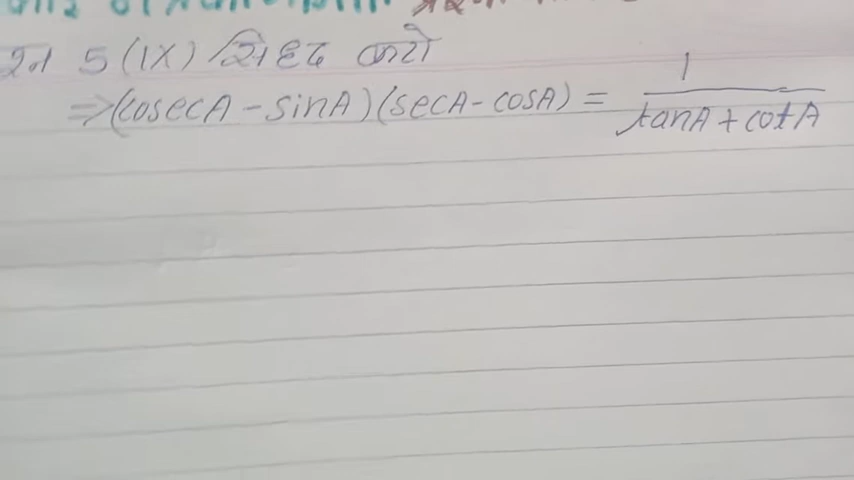 5 (IX) सिद्ध करो
⇒ (cosecA - sinA) (secA - cosA) = 1 / tanA + cotA